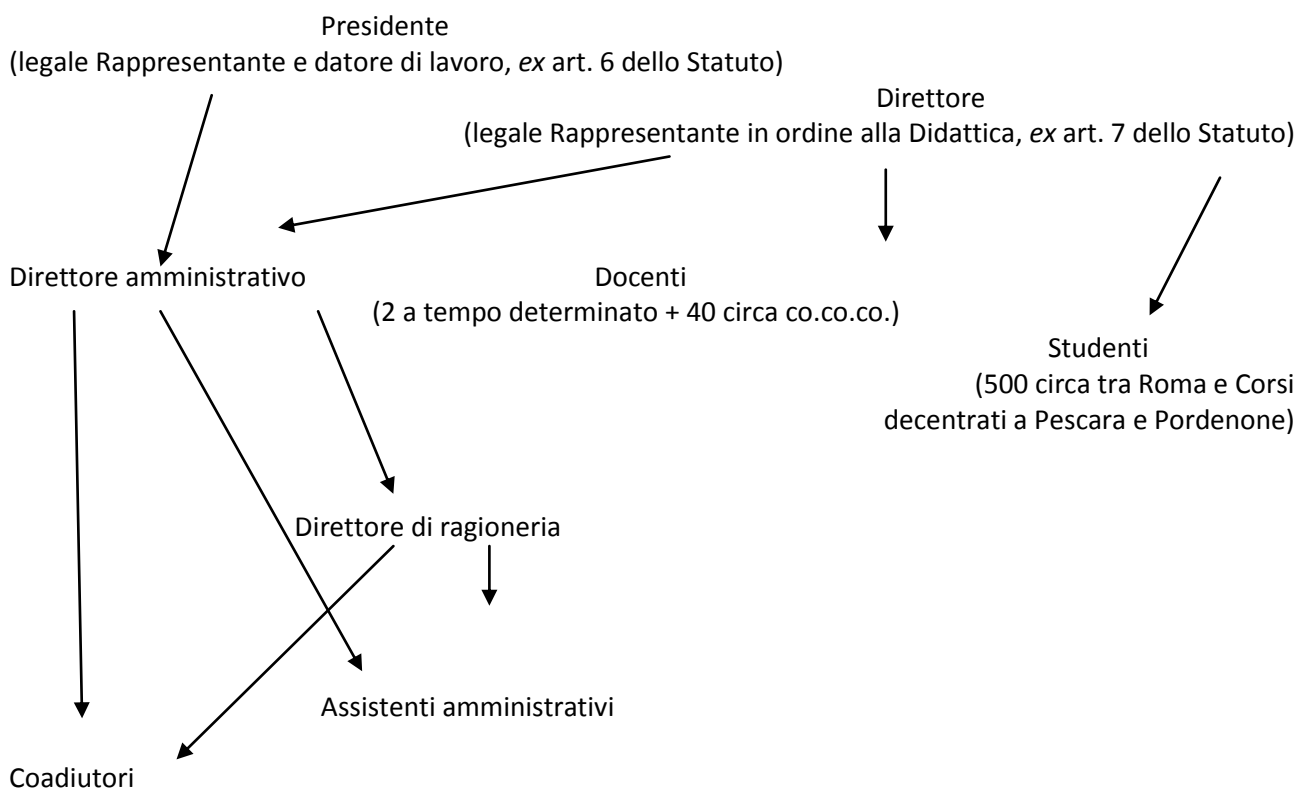 Presidente
(legale Rappresentante e datore di lavoro, ex art. 6 dello Statuto)
Direttore
(legale Rappresentante in ordine alla Didattica, ex art. 7 dello Statuto)
Direttore amministrativo
Docenti
(2 a tempo determinato + 40 circa co.co.co.)
Studenti
(500 circa tra Roma e Corsi
decentrati a Pescara e Pordenone)
Direttore di ragioneria
Assistenti amministrativi
Coadiutori